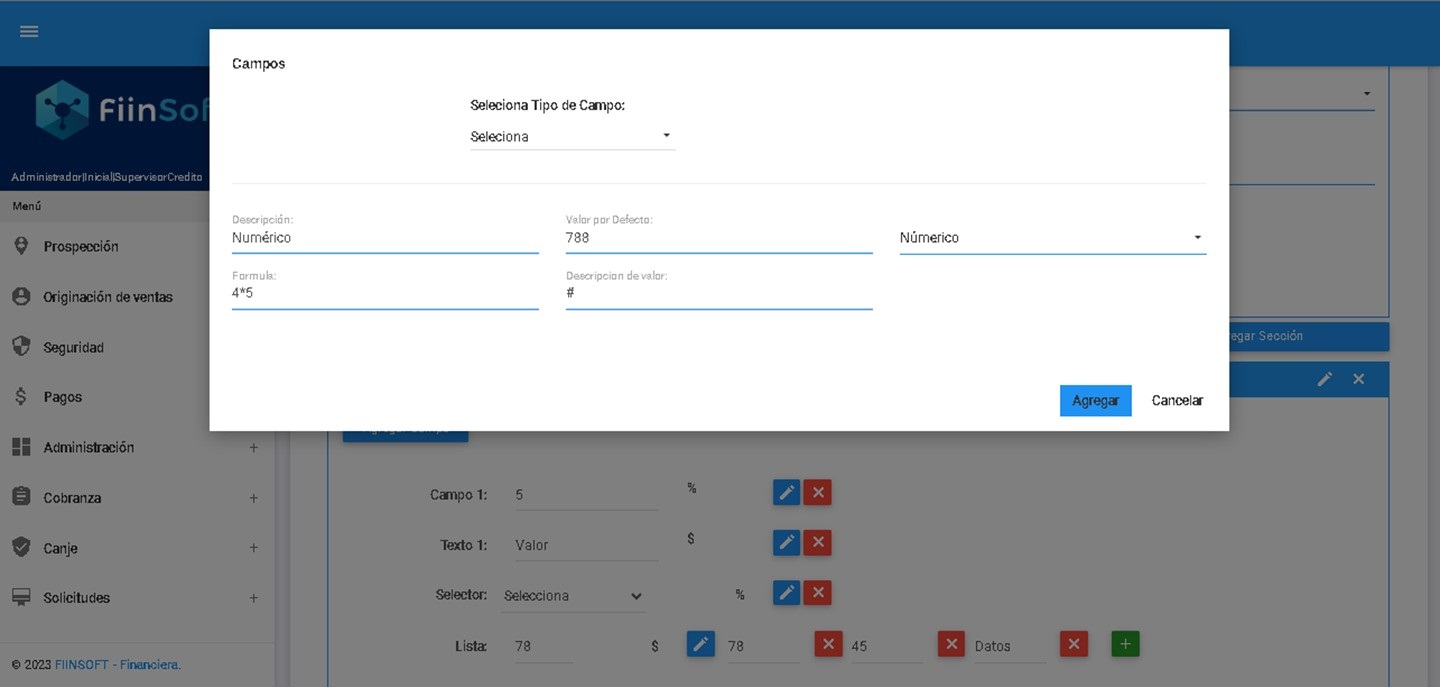 Campos
FiinSof
Seleciona Tipo de Campo:
Seleciona
Administrador|Inicial|SupervisorCredito
Menú
Descripción:
Valor por Defecto:
Numérico
788
Númerico
Prospección
Formula:
Descripcion de valor:
4*5
#
Originación de ventas
Sección
Seguridad
Pagos
Agregar
Cancelar
Administración
+
Cobranza
+
Campo 1:
5
%
Canje
+
Texto 1:
Valor
$
Solicitudes
+
Selector:
Selecciona
%
Lista:
78
$
78
45
Datos
+
© 2023 FIINSOFT - Financiera.